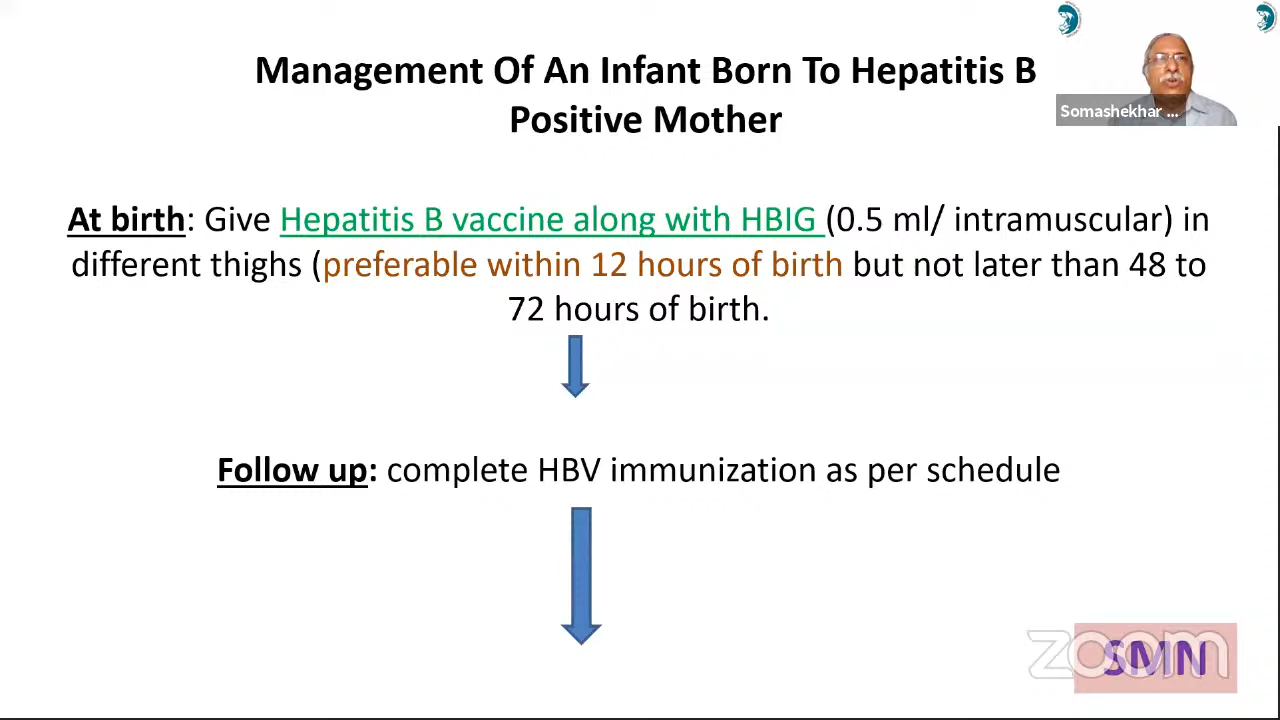 Management Of An Infant Born To Hepatitis B
Positive Mother
Somashekhar ...
At birth: Give Hepatitis B vaccine along with HBIG (0.5 ml/ intramuscular) in
different thighs (preferable within 12 hours of birth but not later than 48 to
72 hours of birth.
Follow up: complete HBV immunization as per schedule
zoom
SMN